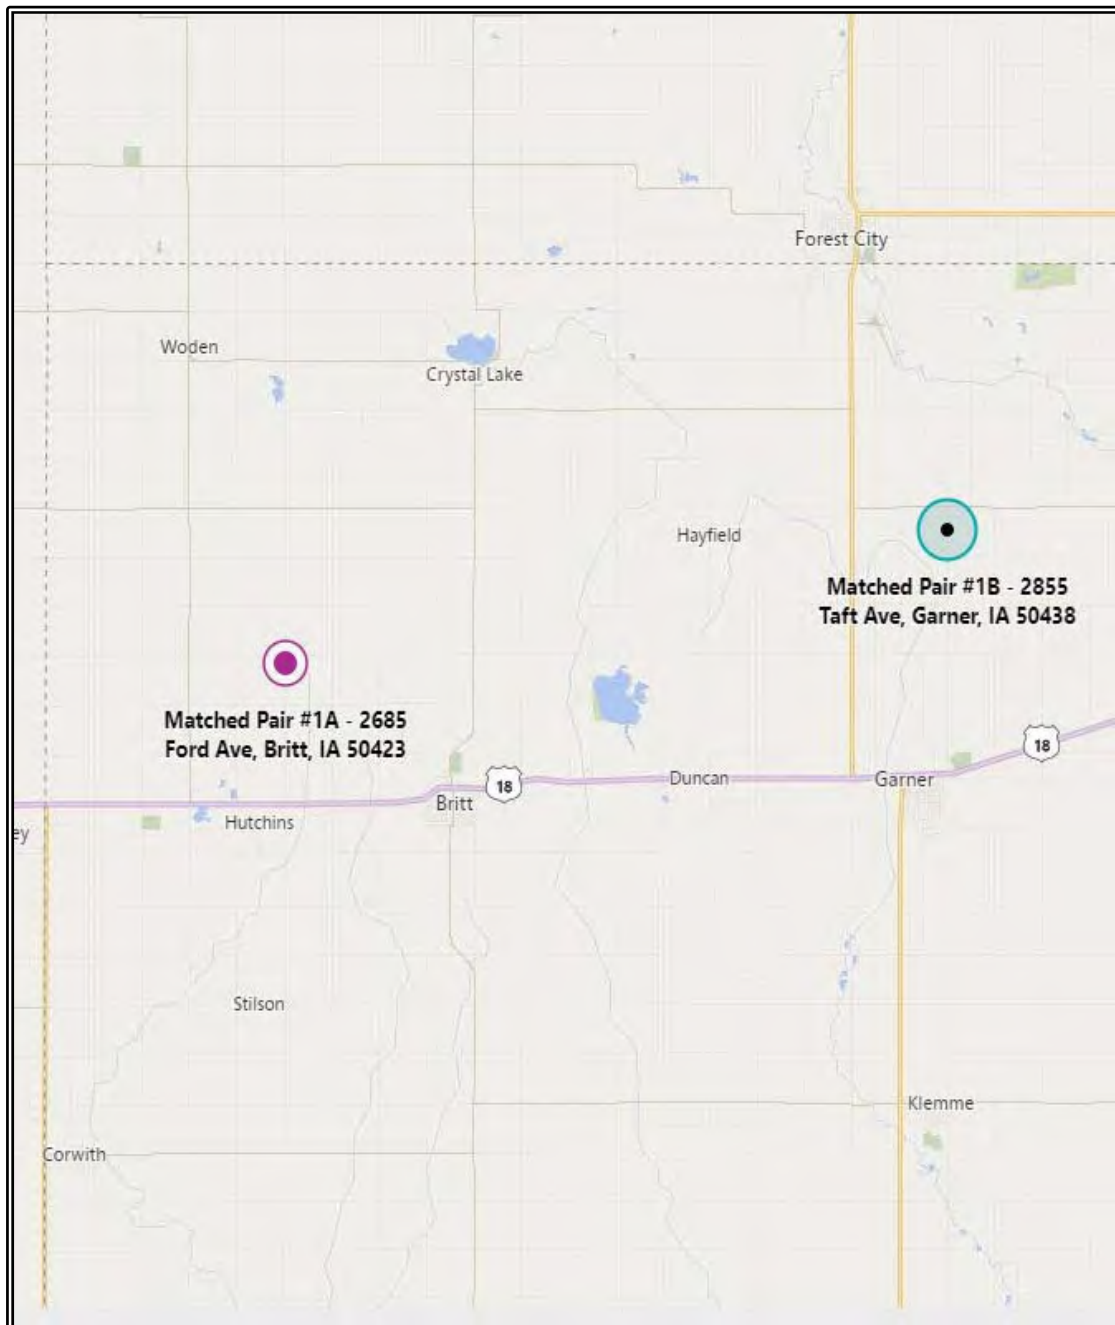 Forest City
Woden
Crystal Lake
Hayfield
Matched Pair #1B - 2855
Taft Ave, Garner, IA 50438
Matched Pair #1A - 2685
Ford Ave, Britt, IA 50423
18
Duncan
Garner
18
Britt
Hutchins
ey
Stilson
Klemme
Corwith